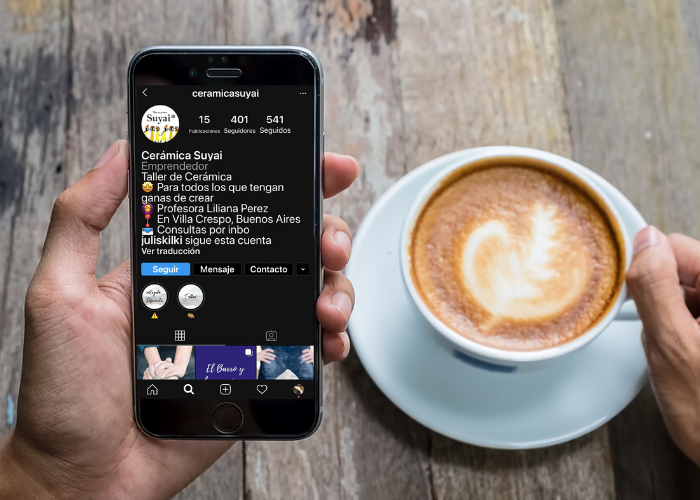 ceramicasuyai
Suyai*
15 401 541
Publicaciones Seguidores Seguidos
Cerámica Suyai
Emprendedor
Taller de Cerámica
🤩 Para todos los que tengan
ganas de crear
Profesora Liliana Perez
En Villa Crespo, Buenos Aires
Consultas por inbo
juliskilki sigue esta cuenta
Ver traducción
Seguir Mensaje Contacto
El Barro y